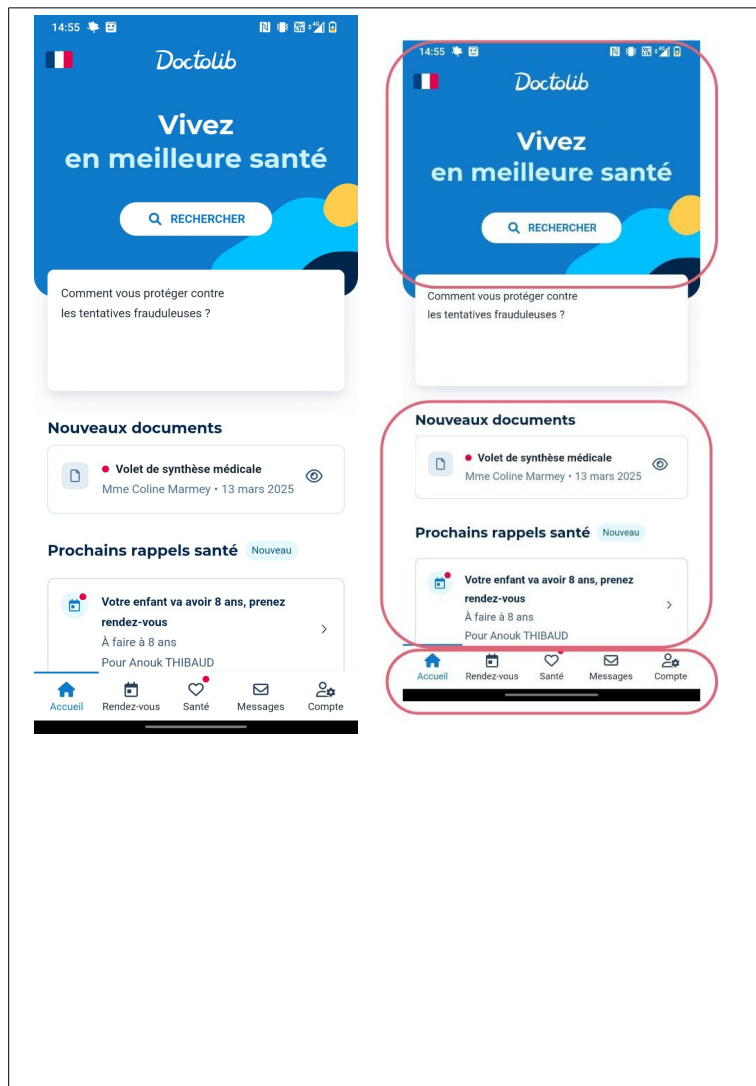 14:55
Doctolib
Vivez
en meilleure santé
RECHERCHER
Comment vous protéger contre
les tentatives frauduleuses ?
Nouveaux documents
Volet de synthèse médicale
Mme Coline Marmey • 13 mars 2025
Prochains rappels santé Nouveau
Votre enfant va avoir 8 ans, prenez
rendez-vous
À faire à 8 ans
Pour Anouk THIBAUD
Accueil Rendez-vous Santé Messages Compte
14:55
Doctolib
Vivez
en meilleure santé
RECHERCHER
Comment vous protéger contre
les tentatives frauduleuses ?
Nouveaux documents
Volet de synthèse médicale
Mme Coline Marmey • 13 mars 2025
Prochains rappels santé Nouveau
Votre enfant va avoir 8 ans, prenez
rendez-vous
À faire à 8 ans
Pour Anouk THIBAUD
Accueil Rendez-vous Santé Messages Compte